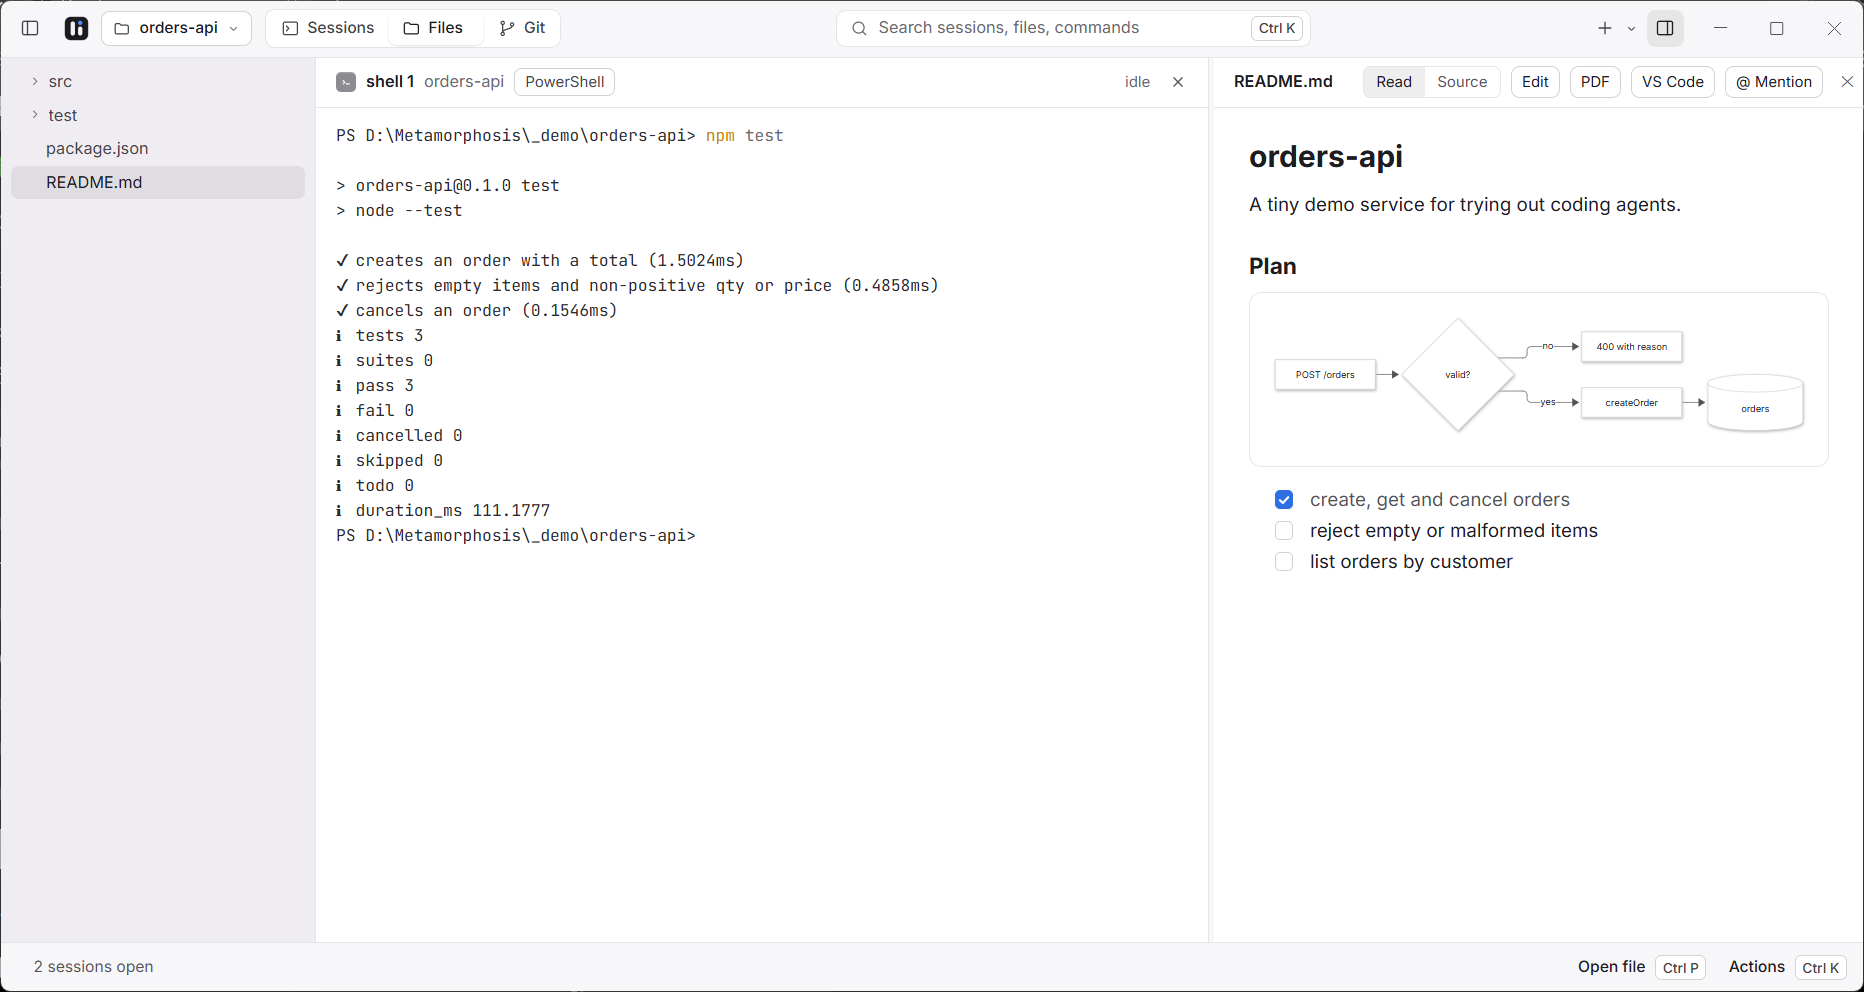 orders-api
Sessions
Files
Git
Search sessions, files, commands
Ctrl K
src
test
package.json
README.md
shell 1 orders-api PowerShell
idle
PS D:\Metamorphosis\_demo\orders-api> npm test
> orders-api@0.1.0 test
> node --test
✔ creates an order with a total (1.5024ms)
✔ rejects empty items and non-positive qty or price (0.4858ms)
✔ cancels an order (0.1546ms)
ℹ tests 3
ℹ suites 0
ℹ pass 3
ℹ fail 0
ℹ cancelled 0
ℹ skipped 0
ℹ todo 0
ℹ duration_ms 111.1777
PS D:\Metamorphosis\_demo\orders-api>
README.md
Read
Source
Edit
PDF
VS Code
@ Mention
orders-api
A tiny demo service for trying out coding agents.
Plan
POST /orders
valid?
no
400 with reason
yes
createOrder
orders
create, get and cancel orders
reject empty or malformed items
list orders by customer
2 sessions open
Open file Ctrl P
Actions Ctrl K